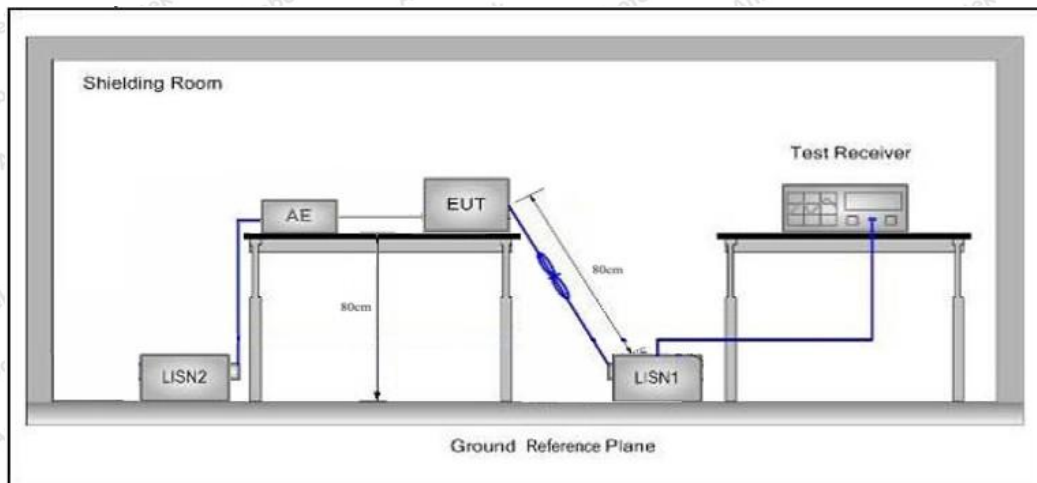 Shielding Room
Test Receiver
AE
EUT
80cm
80cm
LISN2
LISN1
Ground Reference Plane